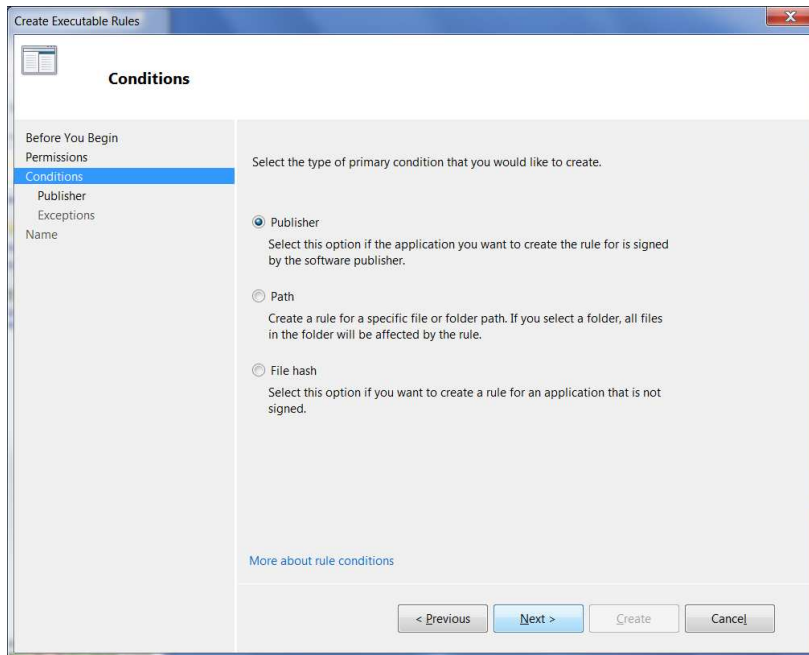 Create Executable Rules
Conditions
Before You Begin
Permissions
Conditions
Publisher
Exceptions
Name
Select the type of primary condition that you would like to create.
Publisher
Select this option if the application you want to create the rule for is signed
by the software publisher.
Path
Create a rule for a specific file or folder path. If you select a folder, all files
in the folder will be affected by the rule.
File hash
Select this option if you want to create a rule for an application that is not
signed.
More about rule conditions
< Previous
Next >
Create
Cancel